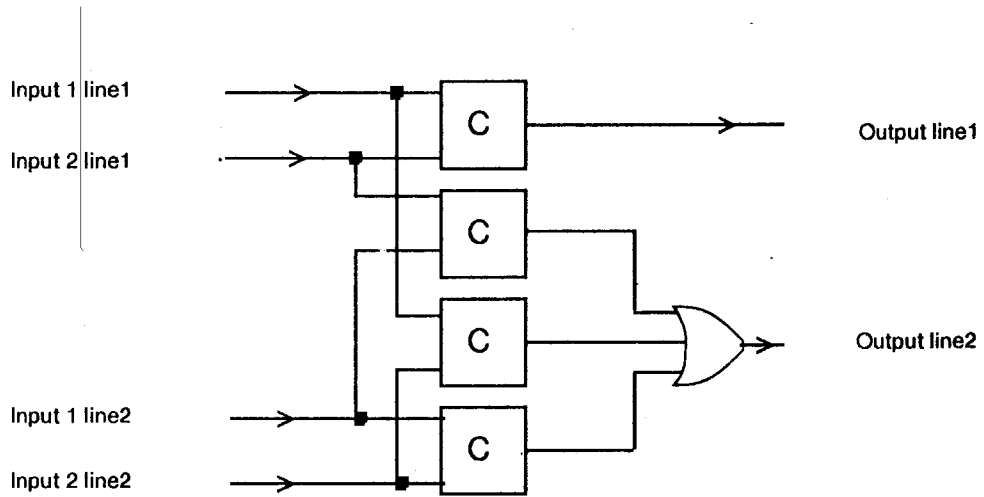 Input 1 line1
C
Output line1
Input 2 line1
C
C
Output line2
Input 1 line2
C
Input 2 line2